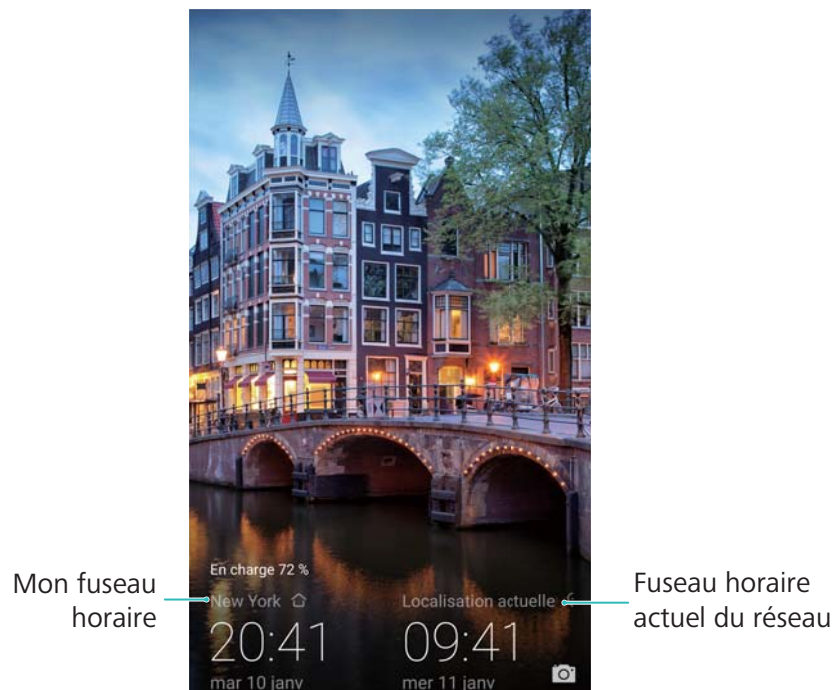 En charge 72 %
Mon fuseau
horaire
New York
Localisation actuelle
Fuseau horaire
actuel du réseau
20:41
09:41
mar 10 janv
mer 11 janv